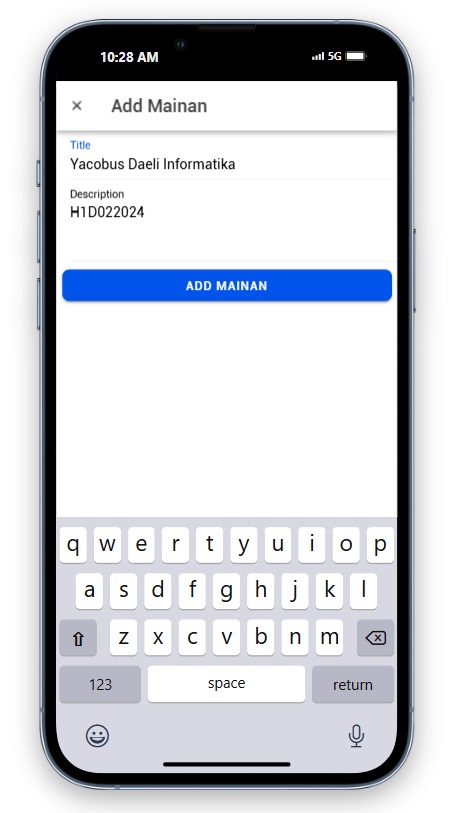 10:28 AM
5G
× Add Mainan
Title
Yacobus Daeli Informatika
Description
H1D022024
ADD MAINAN
q w e r t y u i o p
a s d f g h j k l
z x c v b n m
123 space return